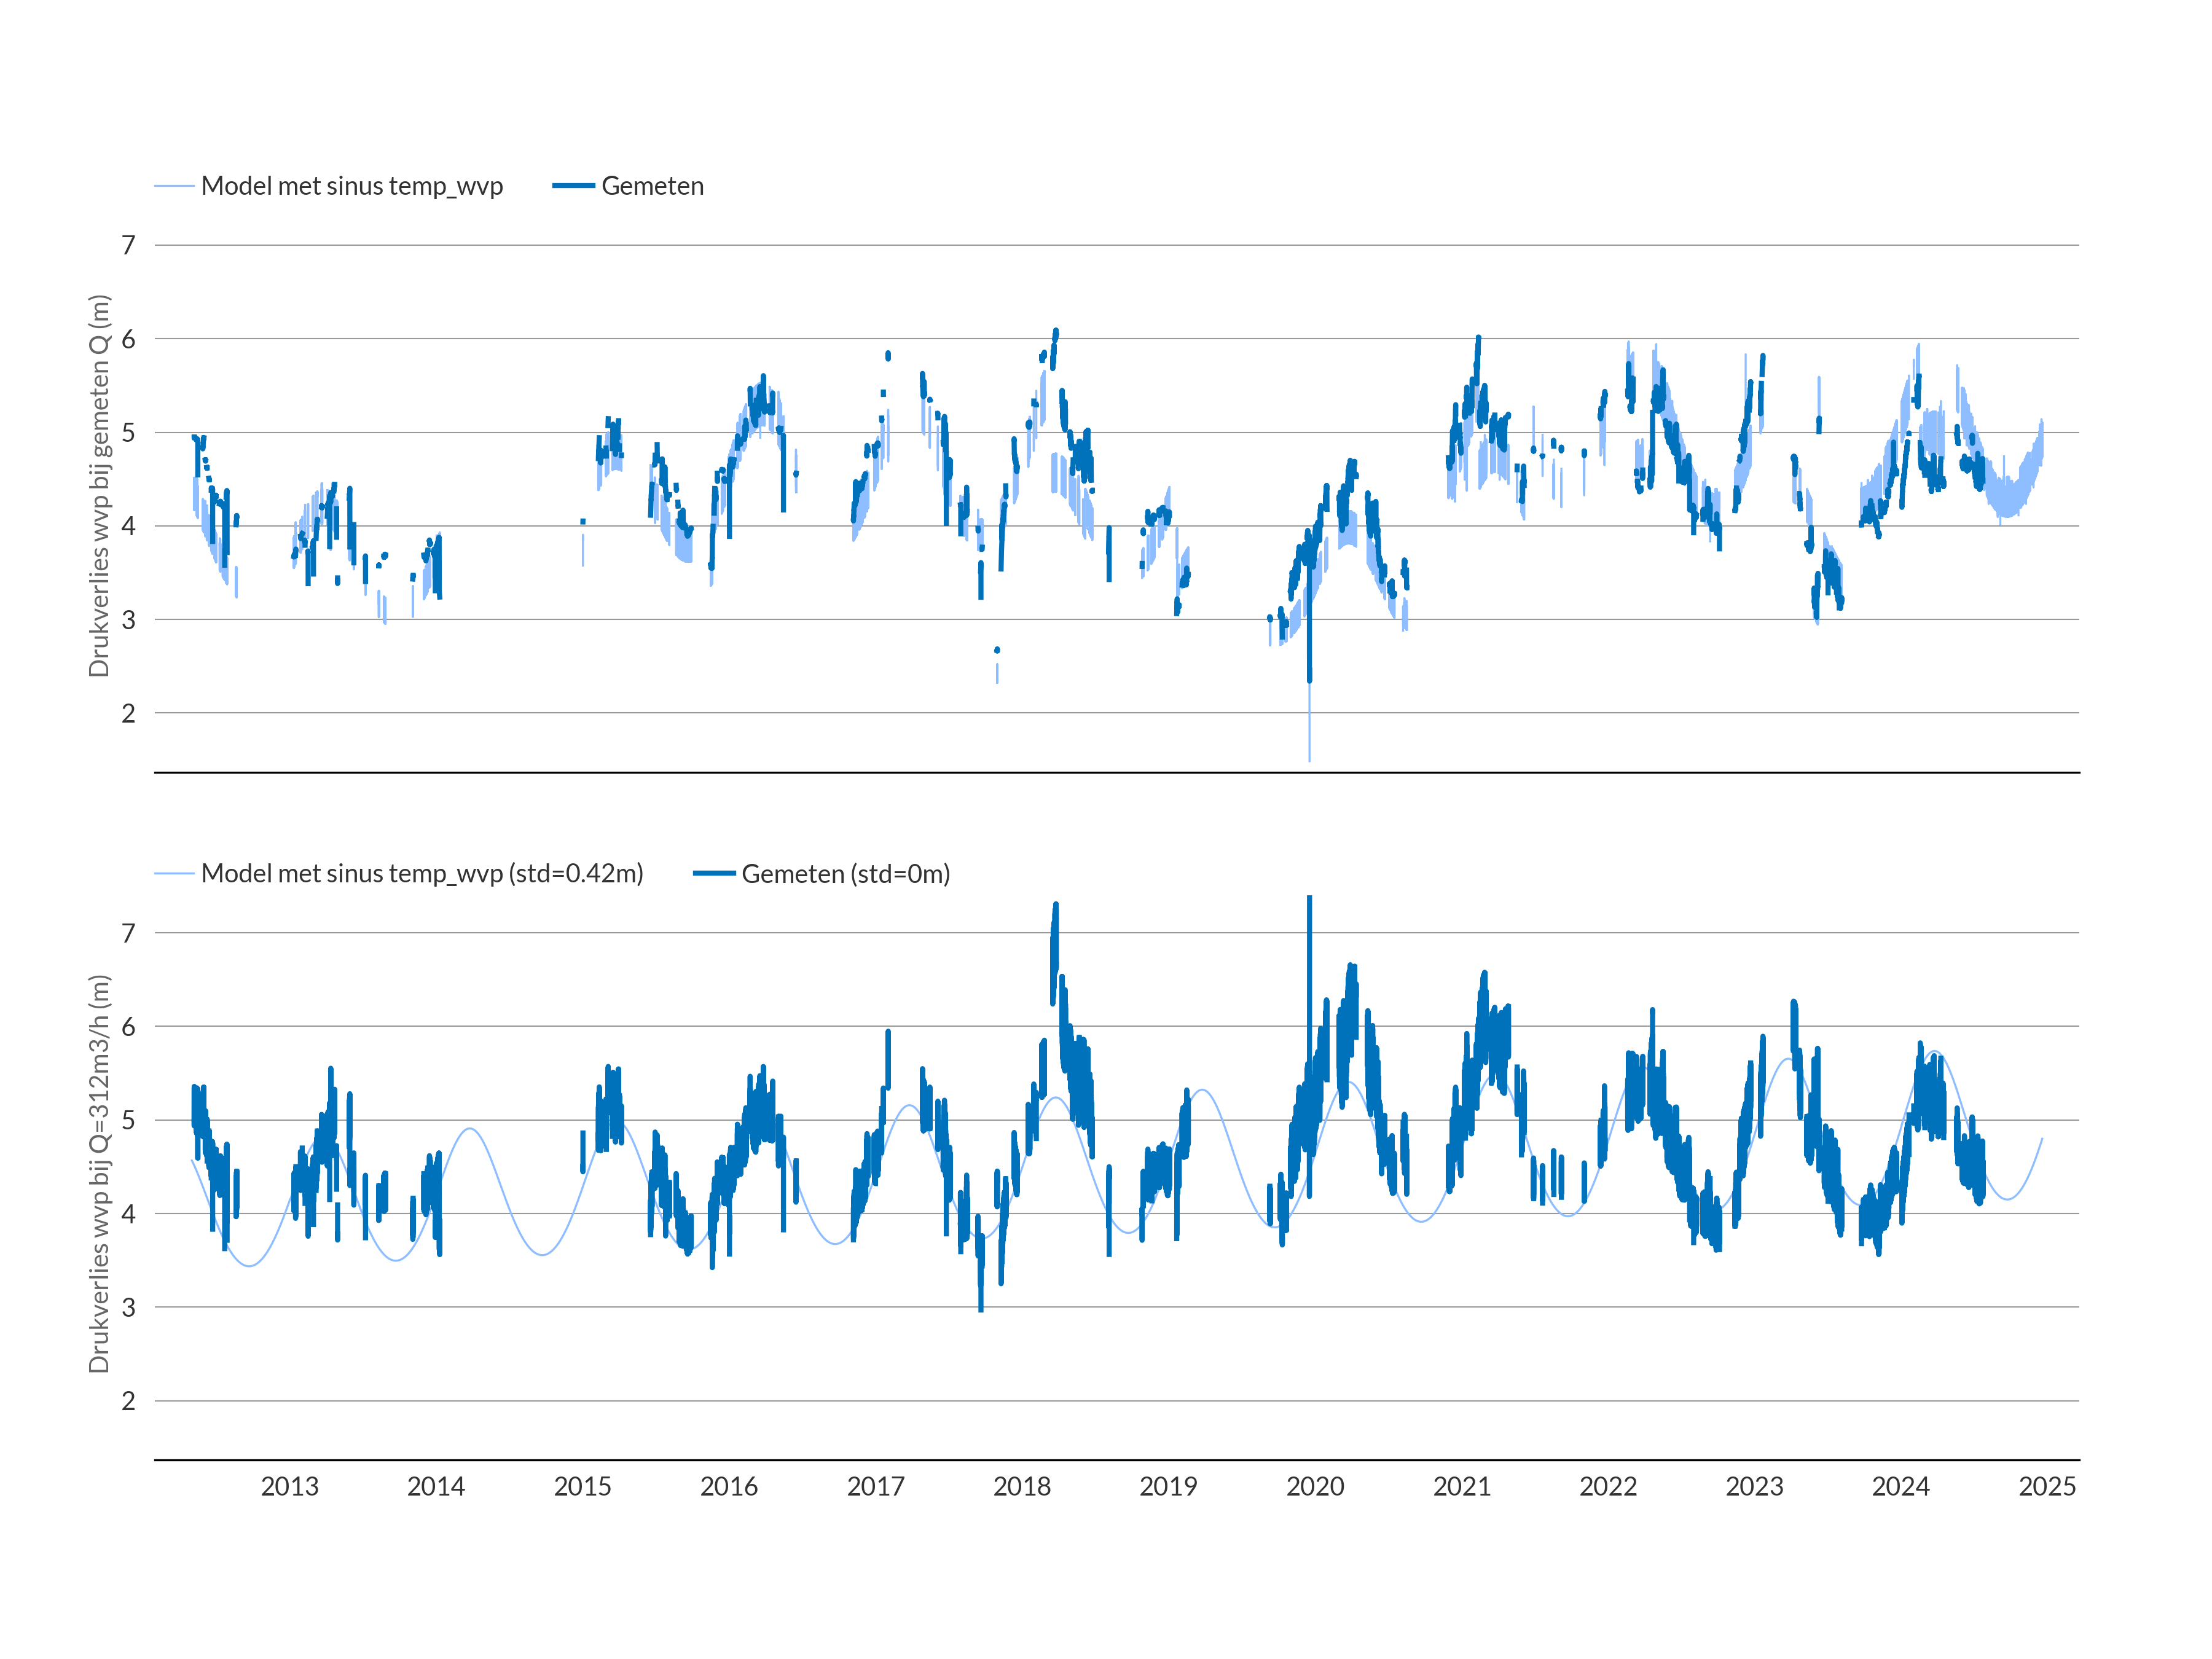 Model met sinus temp_wvp Gemeten
Drukverlies wvp bij gemeten Q (m)
7
6
5
4
3
2
Model met sinus temp_wvp (std=0.42m) Gemeten (std=0m)
Drukverlies wvp bij Q=312m3/h (m)
7
6
5
4
3
2
2013 2014 2015 2016 2017 2018 2019 2020 2021 2022 2023 2024 2025